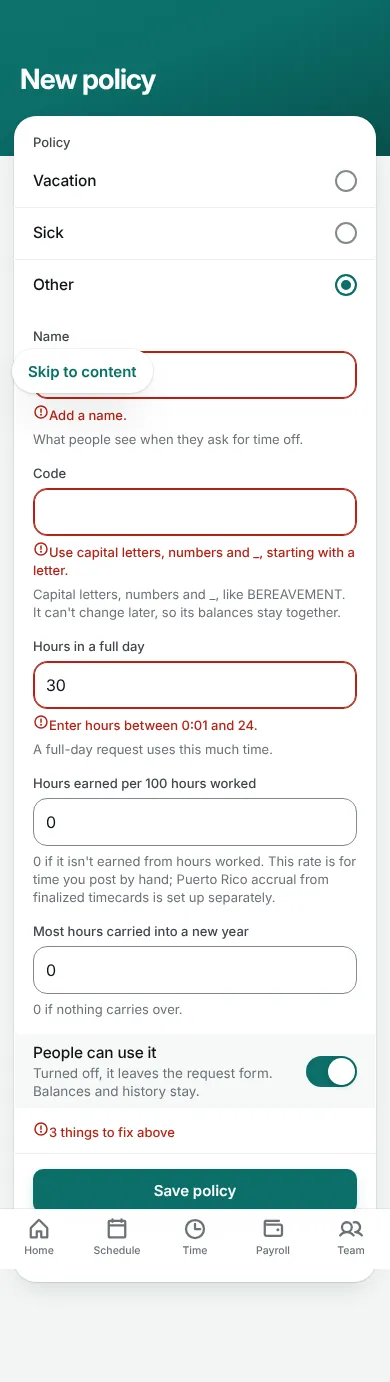 New policy
Policy
Vacation
Sick
Other
Name
Skip to content
Add a name.
What people see when they ask for time off.
Code
Use capital letters, numbers and _, starting with a
letter.
Capital letters, numbers and _, like BEREAVEMENT.
It can't change later, so its balances stay together.
Hours in a full day
30
Enter hours between 0:01 and 24.
A full-day request uses this much time.
Hours earned per 100 hours worked
0
0 if it isn't earned from hours worked. This rate is for
time you post by hand; Puerto Rico accrual from
finalized timecards is set up separately.
Most hours carried into a new year
0
0 if nothing carries over.
People can use it
Turned off, it leaves the request form.
Balances and history stay.
3 things to fix above
Save policy
Home
Schedule
Time
Payroll
Team